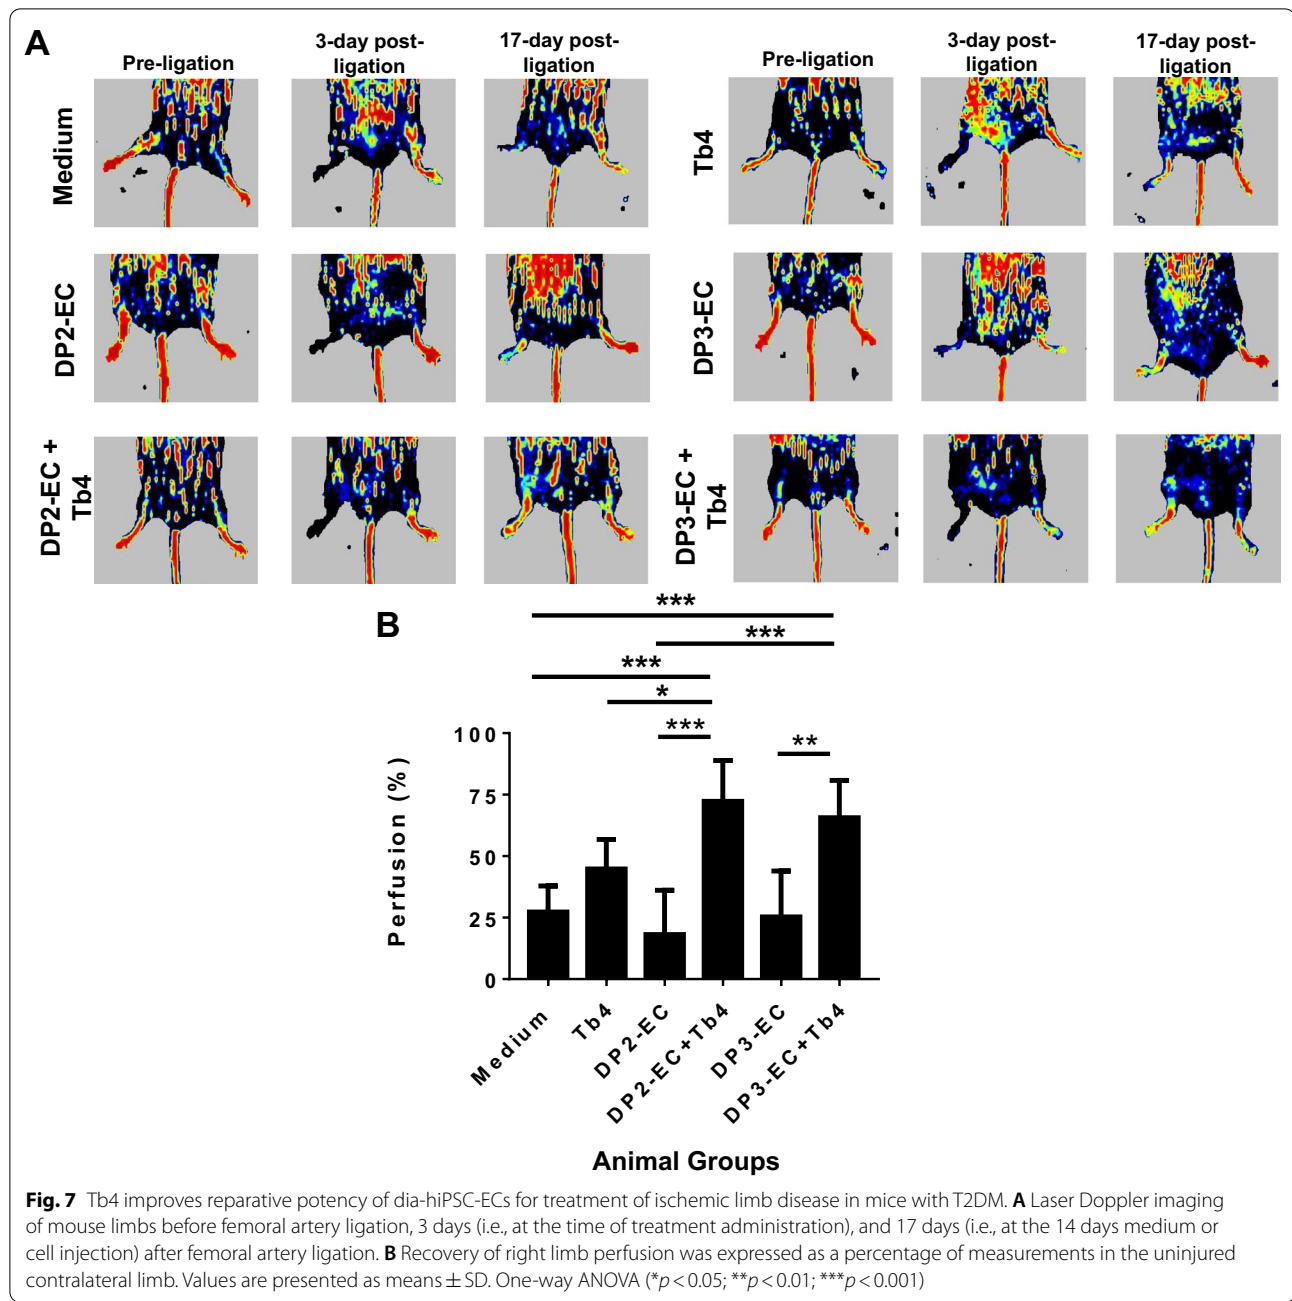 A
Pre-ligation
3-day post-
ligation
17-day post-
ligation
Pre-ligation
3-day post-
ligation
17-day post-
ligation
Medium
Tb4
DP2-EC
DP3-EC
DP2-EC +
Tb4
DP3-EC +
Tb4
B
***
***
***
*
***
**
Perfusion (%)
100
75
50
25
0
Medium
Tb4
DP2-EC
DP2-EC+Tb4
DP3-EC
DP3-EC+Tb4
Animal Groups
Fig. 7 Tb4 improves reparative potency of dia-hiPSC-ECs for treatment of ischemic limb disease in mice with T2DM. A Laser Doppler imaging
of mouse limbs before femoral artery ligation, 3 days (i.e., at the time of treatment administration), and 17 days (i.e., at the 14 days medium or
cell injection) after femoral artery ligation. B Recovery of right limb perfusion was expressed as a percentage of measurements in the uninjured
contralateral limb. Values are presented as means ± SD. One-way ANOVA (*p < 0.05; **p < 0.01; ***p < 0.001)